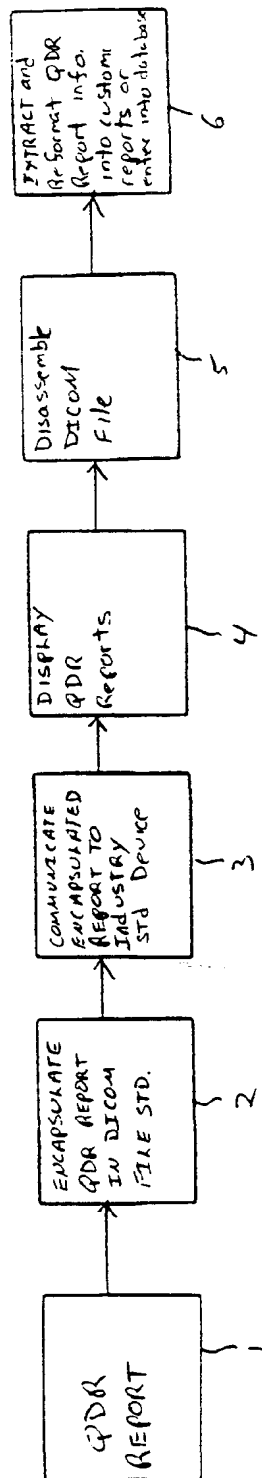 QDR
REPORT
1
ENCAPSULATE
QDR REPORT
IN DICOM
FILE STD.
2
COMMUNICATE
ENCAPSULATED
REPORT TO
INDUSTRY
STD DEVICE
3
DISPLAY
QDR
Reports
4
Disassemble
DICOM
File
5
EXTRACT and
Reformat QDR
Report info.
into custom
reports or
enter into database
6